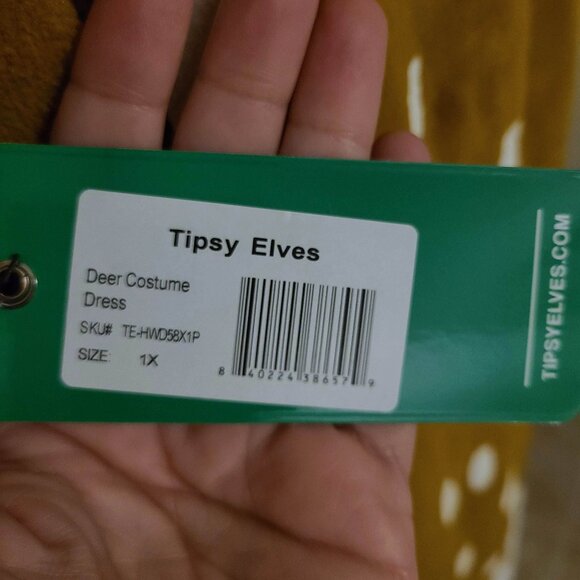 Tipsy Elves
Deer Costume
Dress
SKU# TE-HWD58X1P
SIZE: 1X
8 40224 38657 9
TIPSYELVES.COM